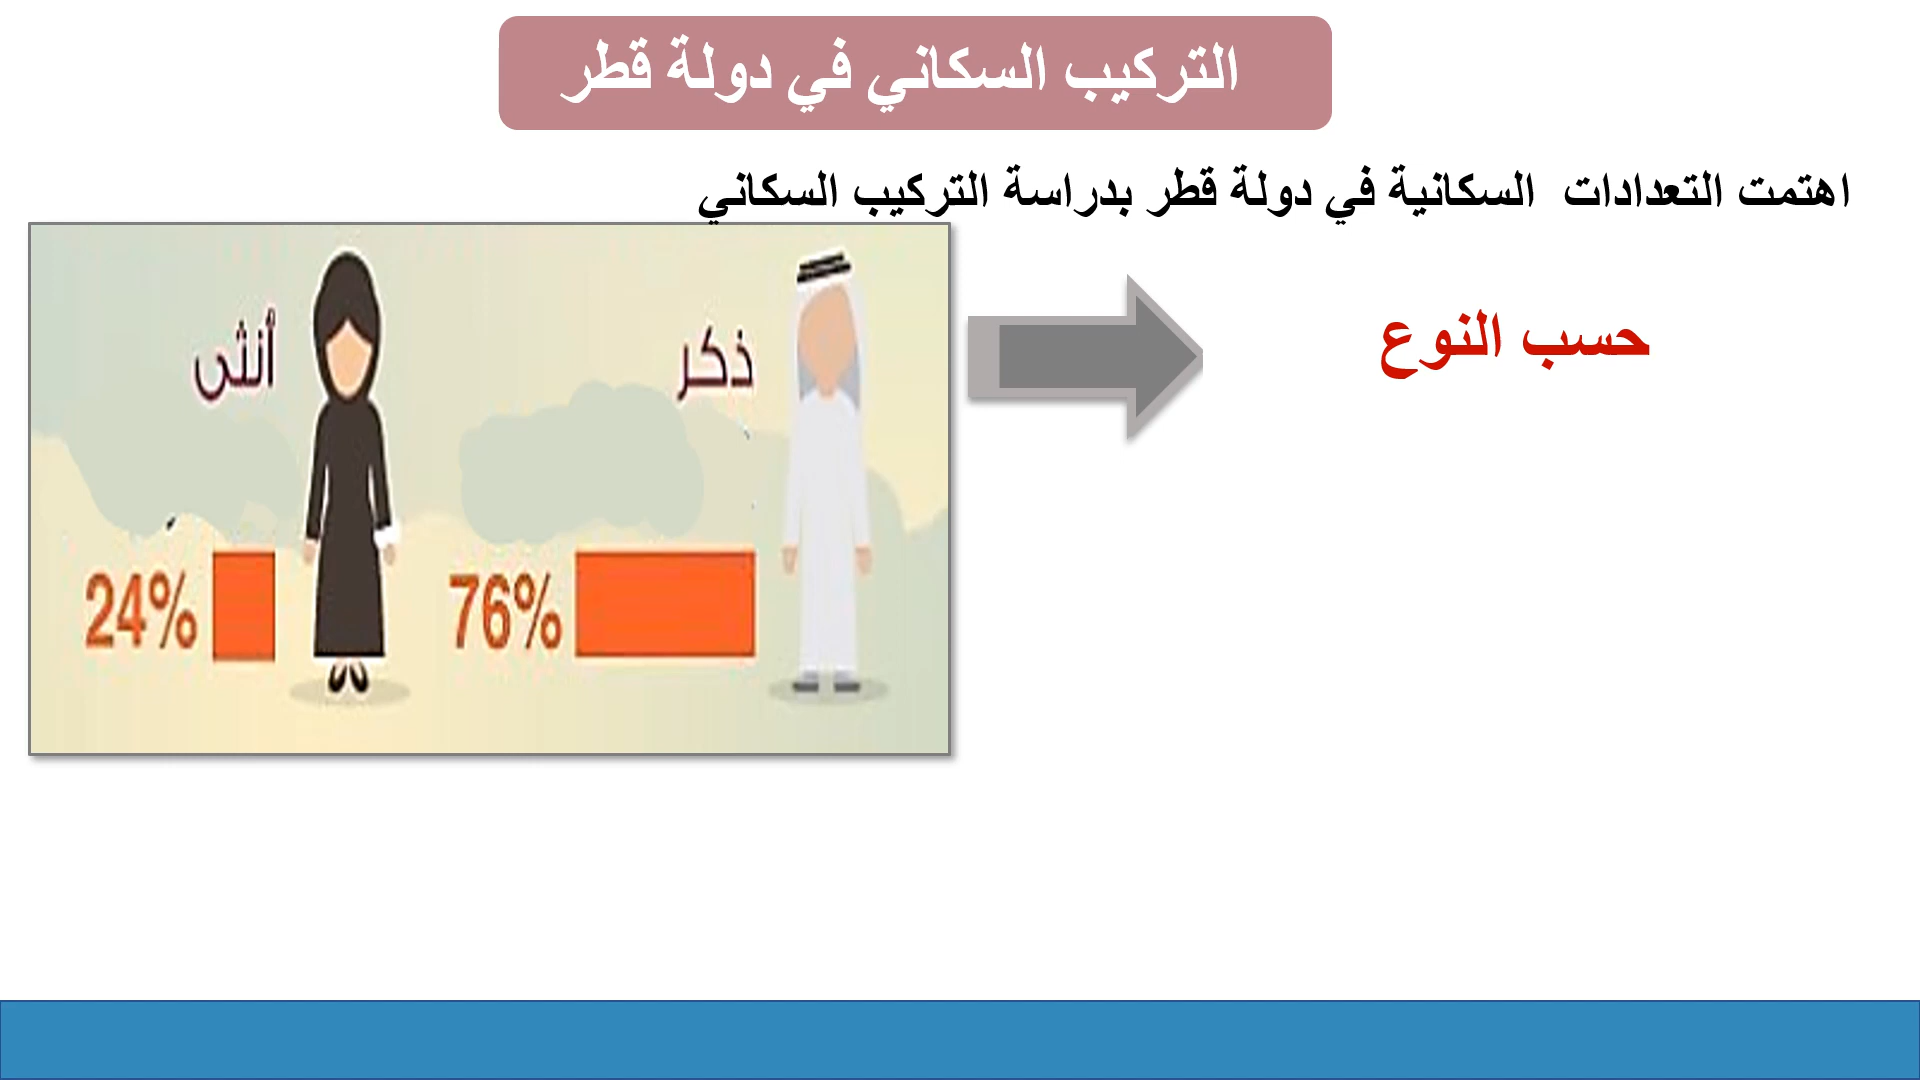 التركيب السكاني في دولة قطر
اهتمت التعدادات السكانية في دولة قطر بدراسة التركيب السكاني
حسب النوع
ذكر
أنثى
76%
24%